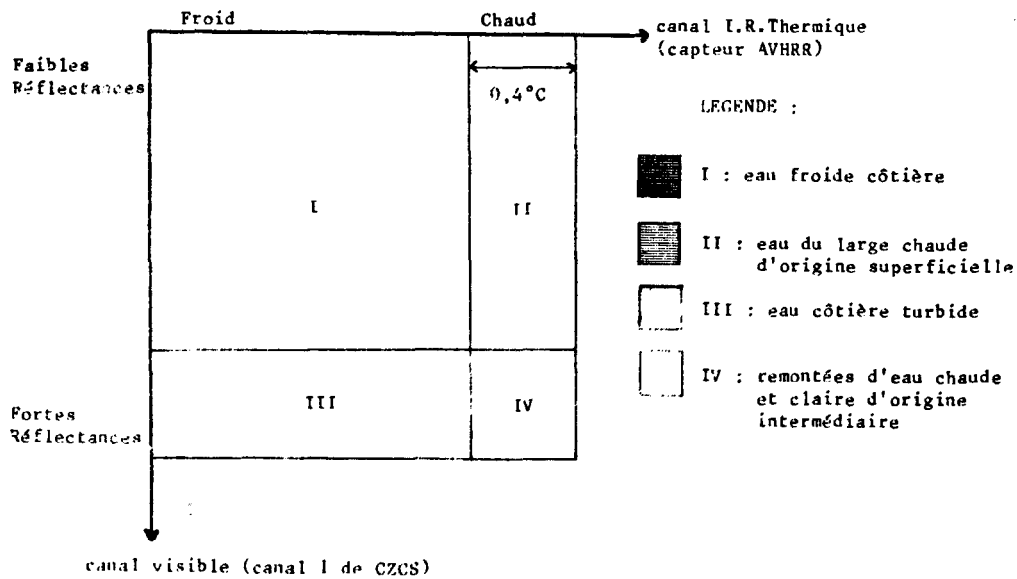 Froid
Chaud
canal I.R.Thermique
(capteur AVHRR)
Faibles
Réflectances
0,4°C
LEGENDE :
I : eau froide côtière
I
II
II : eau du large chaude
d'origine superficielle
III : eau côtière turbide
IV : remontées d'eau chaude
et claire d'origine
intermédiaire
III
IV
Fortes
Réflectances
canal visible (canal 1 de CZCS)